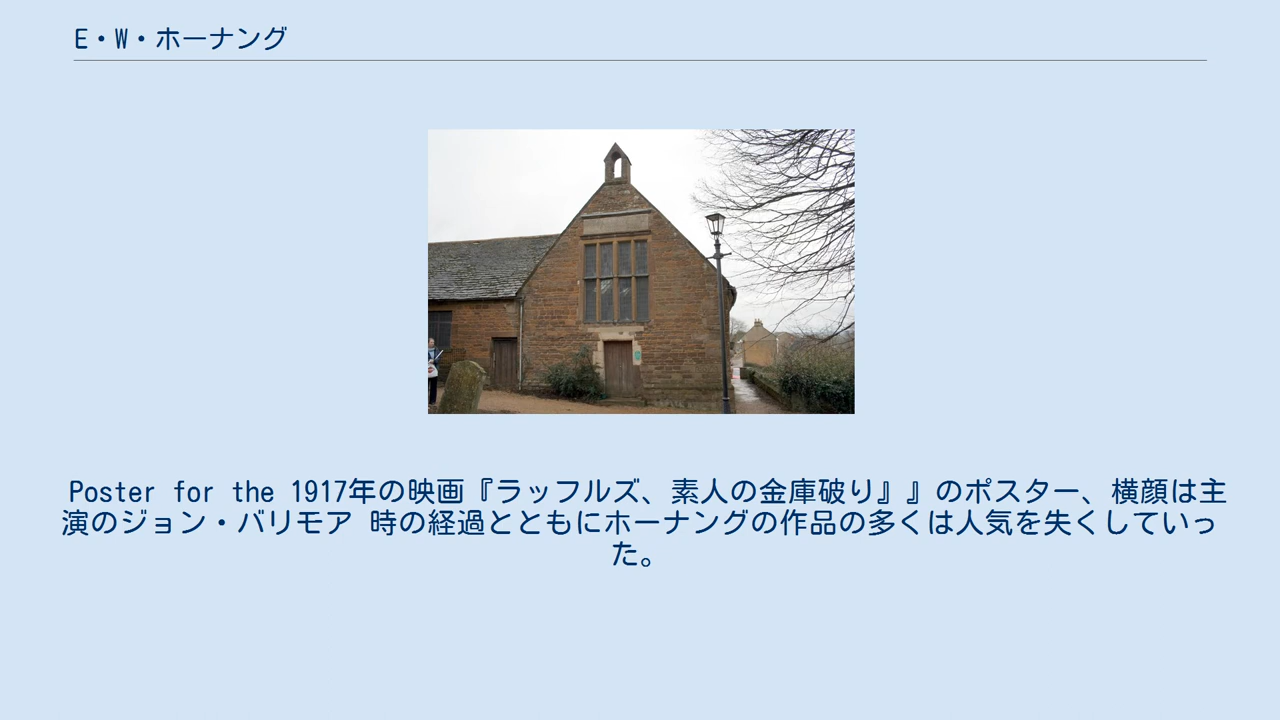 E・W・ホーナング
Poster for the 1917年の映画『ラッフルズ、素人の金庫破り』』のポスター、横顔は主
演のジョン・バリモア 時の経過とともにホーナングの作品の多くは人気を失くしていっ
た。